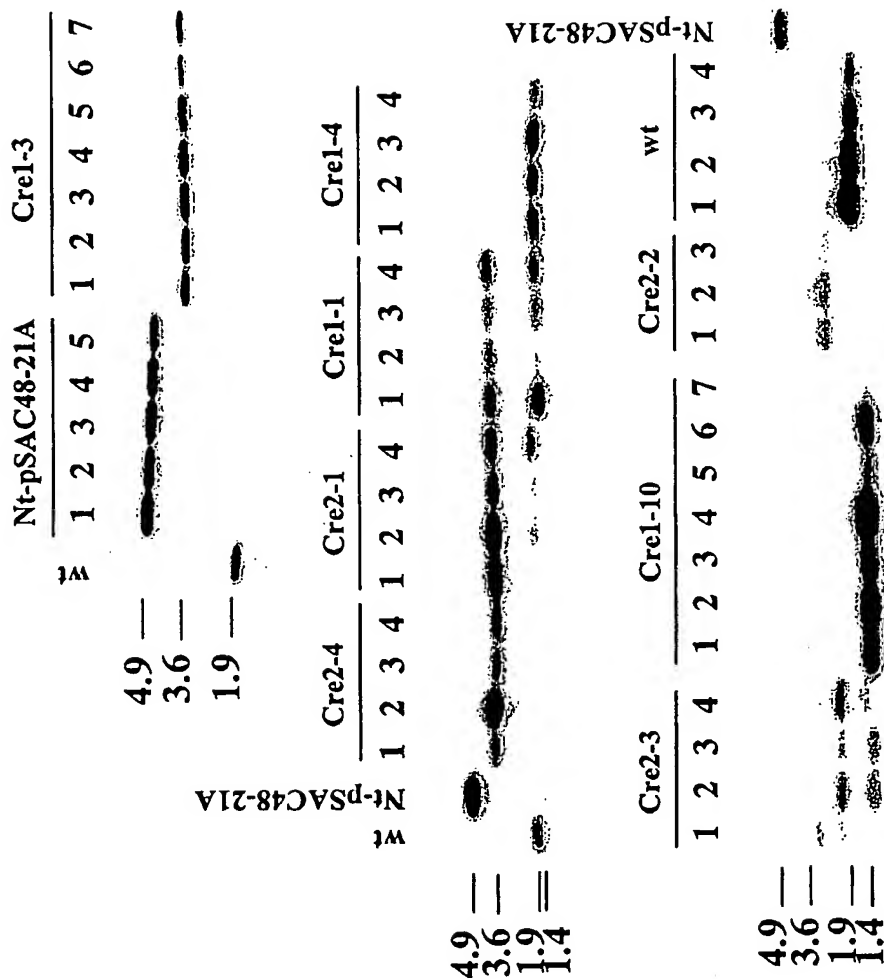 Nt-pSAC48-21A Cre1-3
wt 1 2 3 4 5 1 2 3 4 5 6 7
4.9
3.6
1.9
Cre2-4 Cre2-1 Cre1-1 Cre1-4
wt Nt-pSAC48-21A 1 2 3 4 1 2 3 4 1 2 3 4 1 2 3 4
4.9
3.6
1.9
1.4
Cre2-3 Cre1-10 Cre2-2 wt Nt-pSAC48-21A
1 2 3 4 1 2 3 4 5 6 7 1 2 3 1 2 3 4
4.9
3.6
1.9
1.4